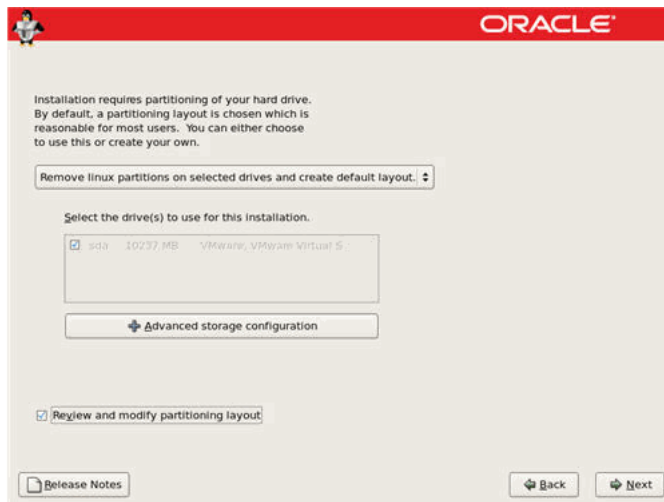 ORACLE
Installation requires partitioning of your hard drive.
By default, a partitioning layout is chosen which is
reasonable for most users. You can either choose
to use this or create your own.
Remove linux partitions on selected drives and create default layout.
Select the drive(s) to use for this installation.
sda 10237 MB VMware, VMware Virtual S
Advanced storage configuration
Review and modify partitioning layout
Release Notes
Back
Next